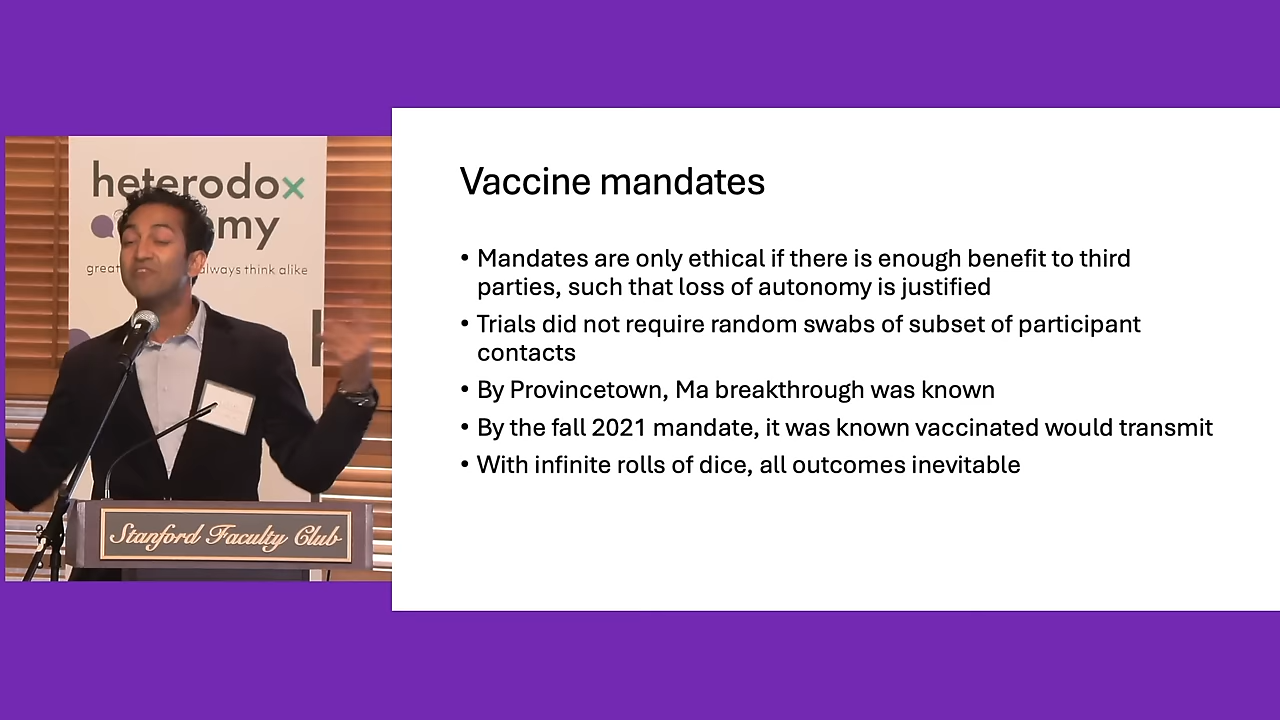 heterodox
emy
great
always think alike
Stanford Faculty Club
Vaccine mandates
• Mandates are only ethical if there is enough benefit to third
parties, such that loss of autonomy is justified
• Trials did not require random swabs of subset of participant
contacts
• By Provincetown, Ma breakthrough was known
• By the fall 2021 mandate, it was known vaccinated would transmit
• With infinite rolls of dice, all outcomes inevitable